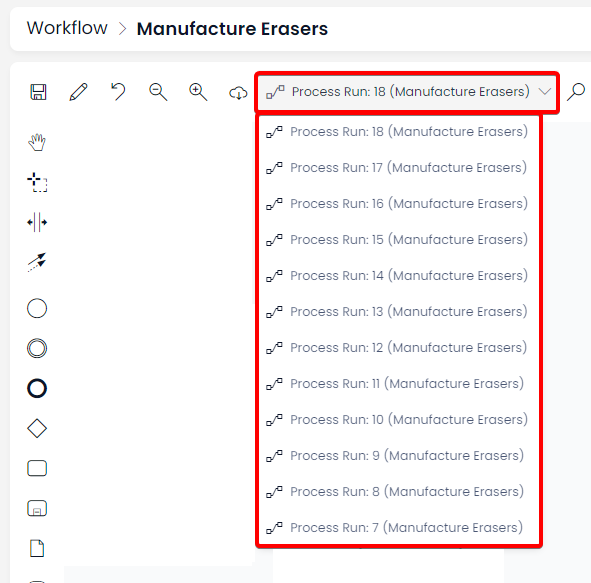 Workflow > Manufacture Erasers
Process Run: 18 (Manufacture Erasers)
Process Run: 18 (Manufacture Erasers)
Process Run: 17 (Manufacture Erasers)
Process Run: 16 (Manufacture Erasers)
Process Run: 15 (Manufacture Erasers)
Process Run: 14 (Manufacture Erasers)
Process Run: 13 (Manufacture Erasers)
Process Run: 12 (Manufacture Erasers)
Process Run: 11 (Manufacture Erasers)
Process Run: 10 (Manufacture Erasers)
Process Run: 9 (Manufacture Erasers)
Process Run: 8 (Manufacture Erasers)
Process Run: 7 (Manufacture Erasers)